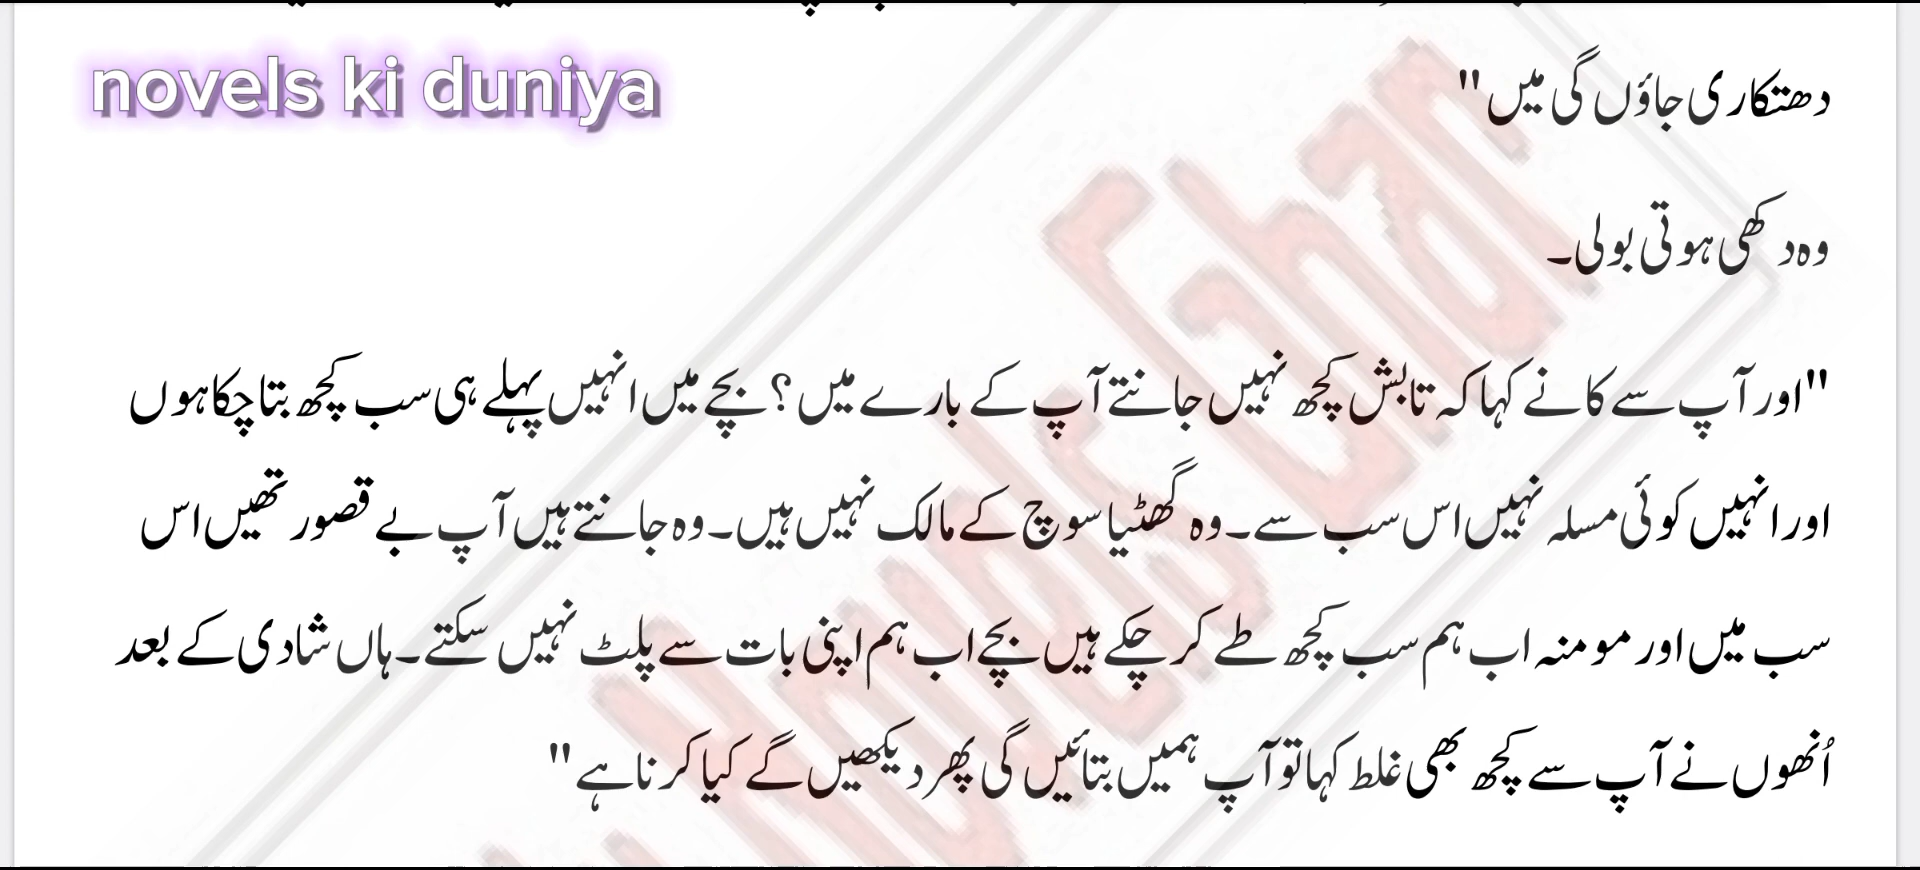 novels ki duniya
دھتکاری جاؤں گی میں"
وہ دکھی ہوتی بولی۔
"اور آپ سے کانے کہا کہ تابش کچھ نہیں جانتے آپ کے بارے میں؟ بچے میں انہیں پہلے ہی سب کچھ بتا چکا ہوں
اور انہیں کوئی مسلہ نہیں اس سب سے۔وہ گھٹیا سوچ کے مالک نہیں ہیں۔وہ جانتے ہیں آپ بے قصور تھیں اس
سب میں اور مومنہ اب ہم سب کچھ طے کر چکے ہیں بچے اب ہم اپنی بات سے پلٹ نہیں سکتے۔ہاں شادی کے بعد
اُنھوں نے آپ سے کچھ بھی غلط کہا تو آپ ہمیں بتائیں گی پھر دیکھیں گے کیا کرنا ہے"
Novels Ghar